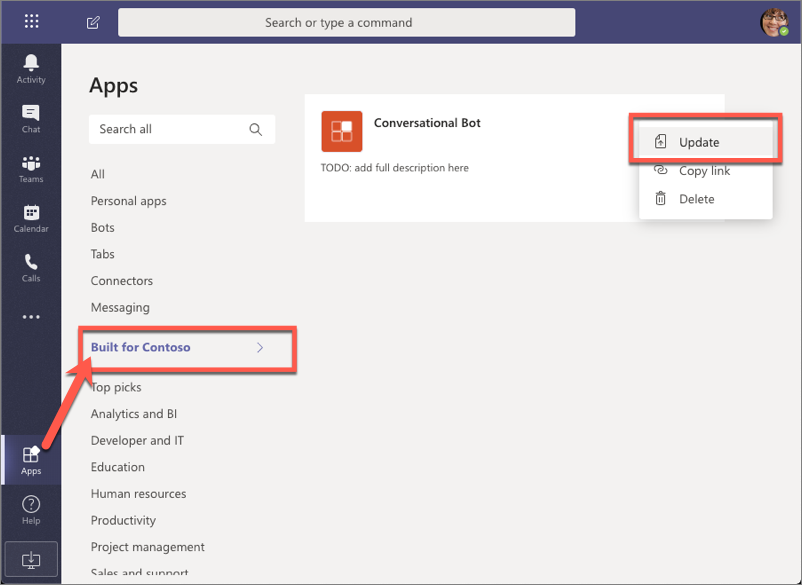 Search or type a command
Activity
Chat
Teams
Calendar
Calls
Apps
Help
Apps
Search all
All
Personal apps
Bots
Tabs
Connectors
Messaging
Built for Contoso
Top picks
Analytics and BI
Developer and IT
Education
Human resources
Productivity
Project management
Sales and support
Conversational Bot
TODO: add full description here
Update
Copy link
Delete